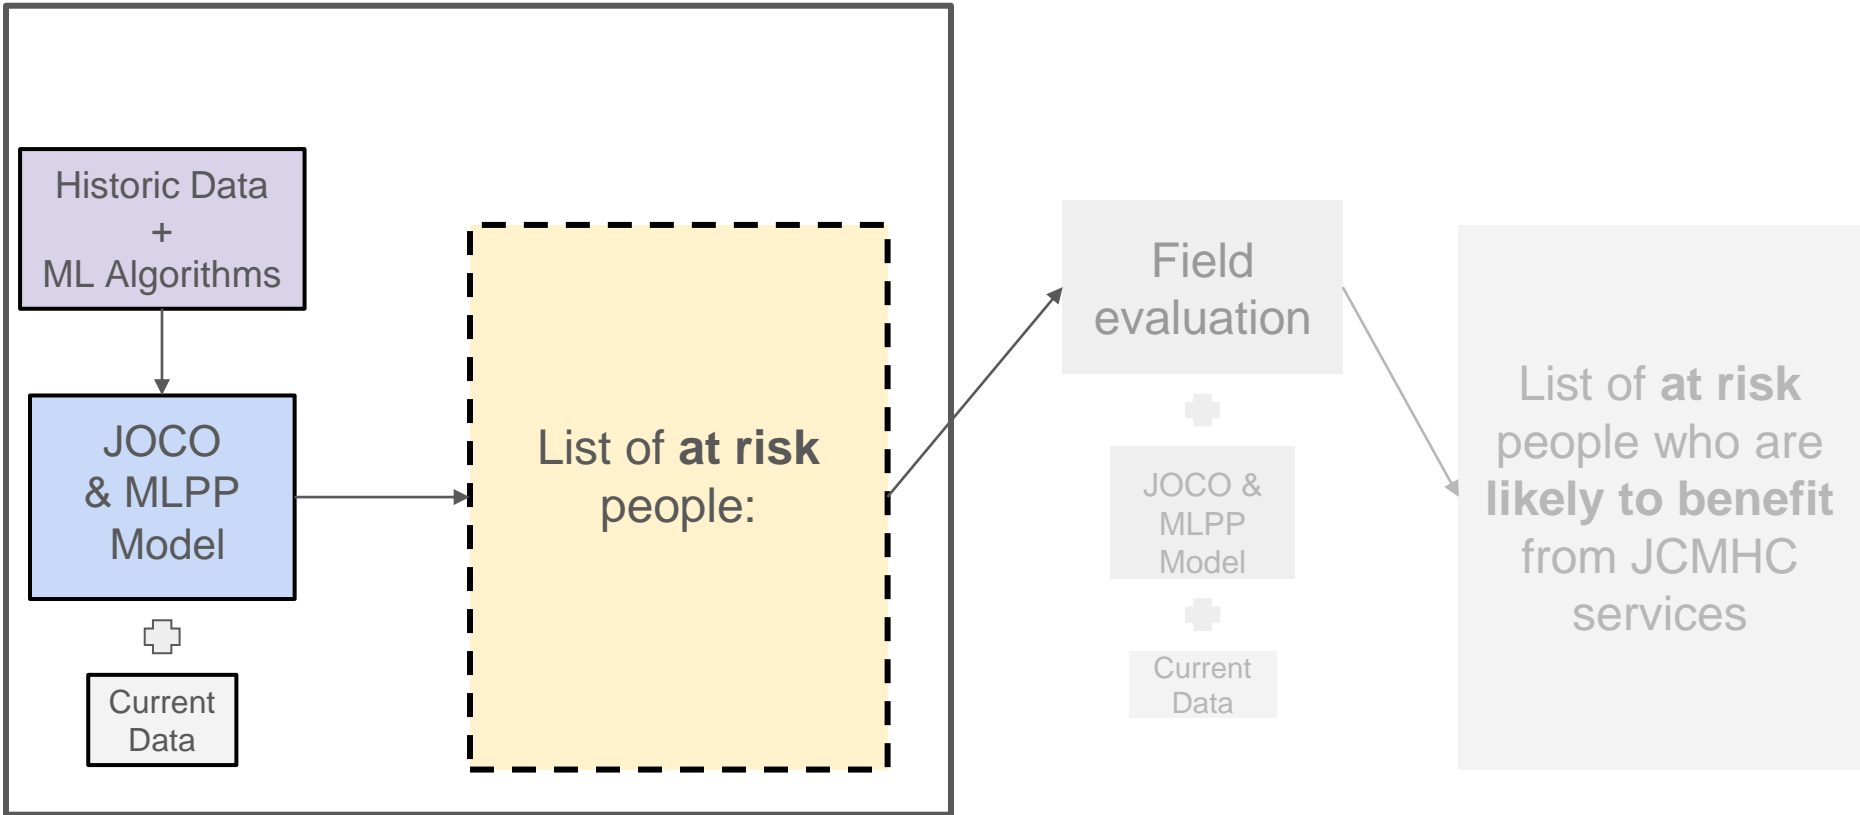 Historic Data
+
ML Algorithms
JOCO
& MLPP
Model
Current
Data
List of at risk
people:
Field
evaluation
JOCO &
MLPP
Model
Current
Data
List of at risk
people who are
likely to benefit
from JCMHC
services